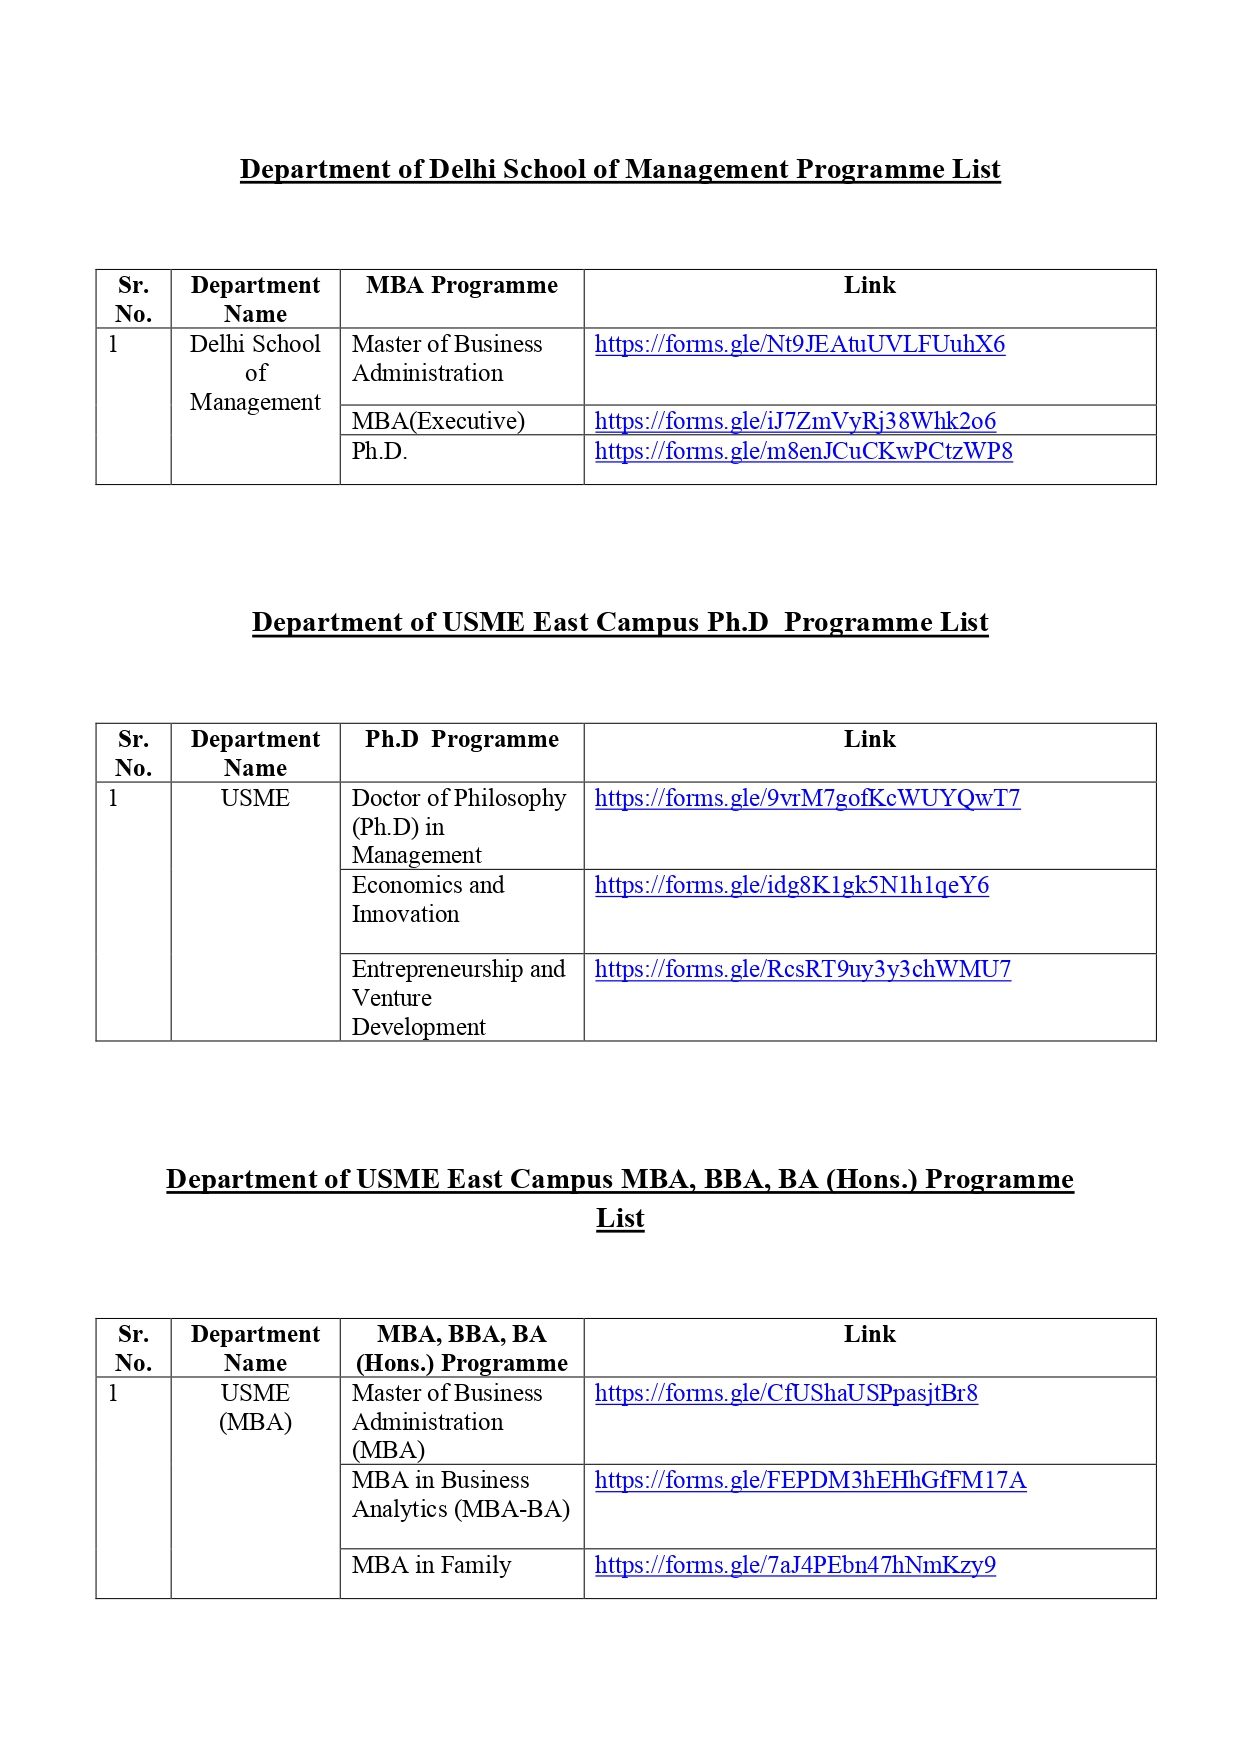 Department of Delhi School of Management Programme List
Sr. No. Department Name MBA Programme Link
1 Delhi School of Management Master of Business Administration https://forms.gle/Nt9JEAtuUVLFUuhX6
MBA(Executive) https://forms.gle/iJ7ZmVyRj38Whk2o6
Ph.D. https://forms.gle/m8enJCuCKwPCtzWP8
Department of USME East Campus Ph.D Programme List
Sr. No. Department Name Ph.D Programme Link
1 USME Doctor of Philosophy (Ph.D) in Management https://forms.gle/9vrM7gofKcWUYQwT7
Economics and Innovation https://forms.gle/idg8K1gk5N1h1qeY6
Entrepreneurship and Venture Development https://forms.gle/RcsRT9uy3y3chWMU7
Department of USME East Campus MBA, BBA, BA (Hons.) Programme
List
Sr. No. Department Name MBA, BBA, BA (Hons.) Programme Link
1 USME (MBA) Master of Business Administration (MBA) https://forms.gle/CfUShaUSPpasjtBr8
MBA in Business Analytics (MBA-BA) https://forms.gle/FEPDM3hEHhGfFM17A
MBA in Family https://forms.gle/7aJ4PEbn47hNmKzy9